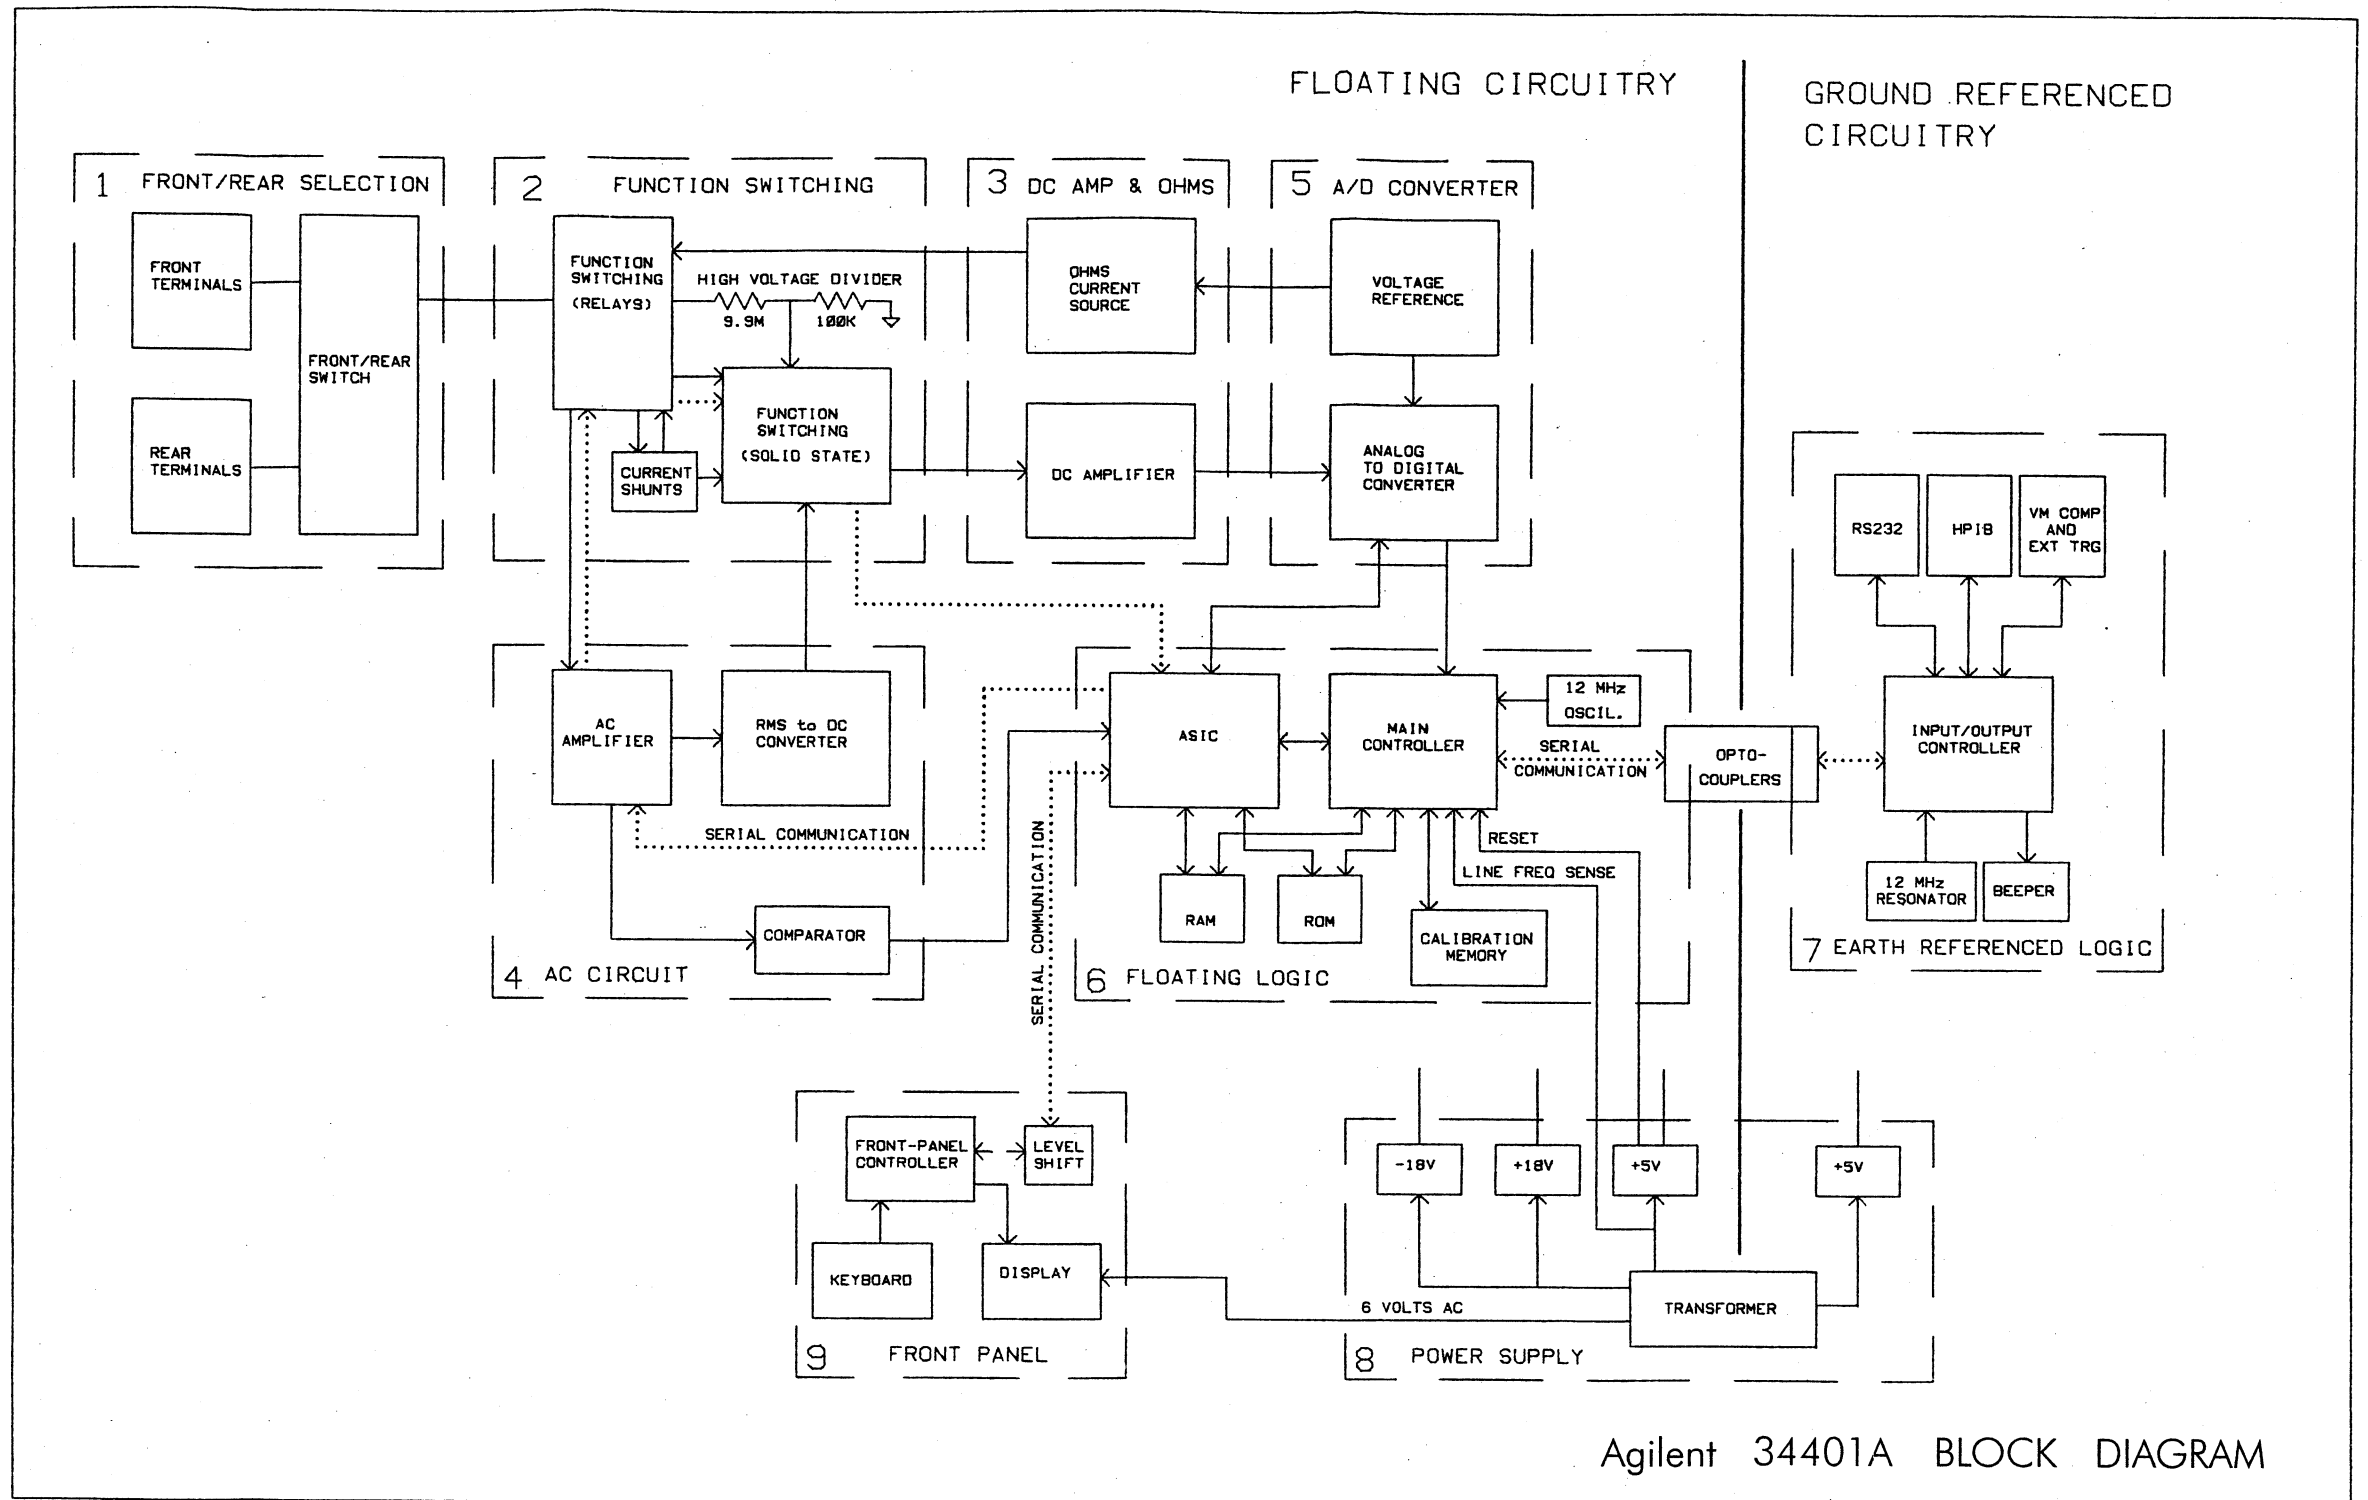 FLOATING CIRCUITRY
GROUND REFERENCED
CIRCUITRY
1 FRONT/REAR SELECTION
FRONT
TERMINALS
REAR
TERMINALS
FRONT/REAR
SWITCH
2 FUNCTION SWITCHING
FUNCTION
SWITCHING
(RELAYS)
HIGH VOLTAGE DIVIDER
9.9M
100K
FUNCTION
SWITCHING
(SOLID STATE)
CURRENT
SHUNTS
3 DC AMP & OHMS
OHMS
CURRENT
SOURCE
DC AMPLIFIER
5 A/D CONVERTER
VOLTAGE
REFERENCE
ANALOG
TO DIGITAL
CONVERTER
RS232
HPIB
VM COMP
AND
EXT TRG
INPUT/OUTPUT
CONTROLLER
12 MHz
RESONATOR
BEEPER
7 EARTH REFERENCED LOGIC
AC
AMPLIFIER
RMS to DC
CONVERTER
SERIAL COMMUNICATION
COMPARATOR
4 AC CIRCUIT
ASIC
MAIN
CONTROLLER
12 MHz
OSCIL.
SERIAL
COMMUNICATION
OPTO-
COUPLERS
RESET
LINE FREQ SENSE
RAM
ROM
CALIBRATION
MEMORY
6 FLOATING LOGIC
SERIAL COMMUNICATION
FRONT-PANEL
CONTROLLER
LEVEL
SHIFT
KEYBOARD
DISPLAY
9 FRONT PANEL
-18V
+18V
+5V
+5V
6 VOLTS AC
TRANSFORMER
8 POWER SUPPLY
Agilent 34401A BLOCK DIAGRAM